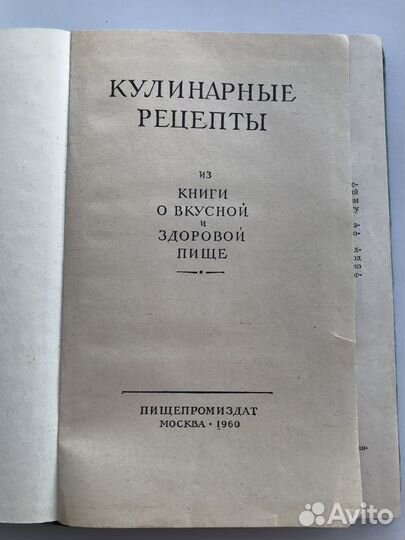 КУЛИНАРНЫЕ
РЕЦЕПТЫ
ИЗ
КНИГИ
О ВКУСНОЙ
И
ЗДОРОВОЙ
ПИЩЕ
ПИЩЕПРОМИЗДАТ
МОСКВА • 1960
Avito